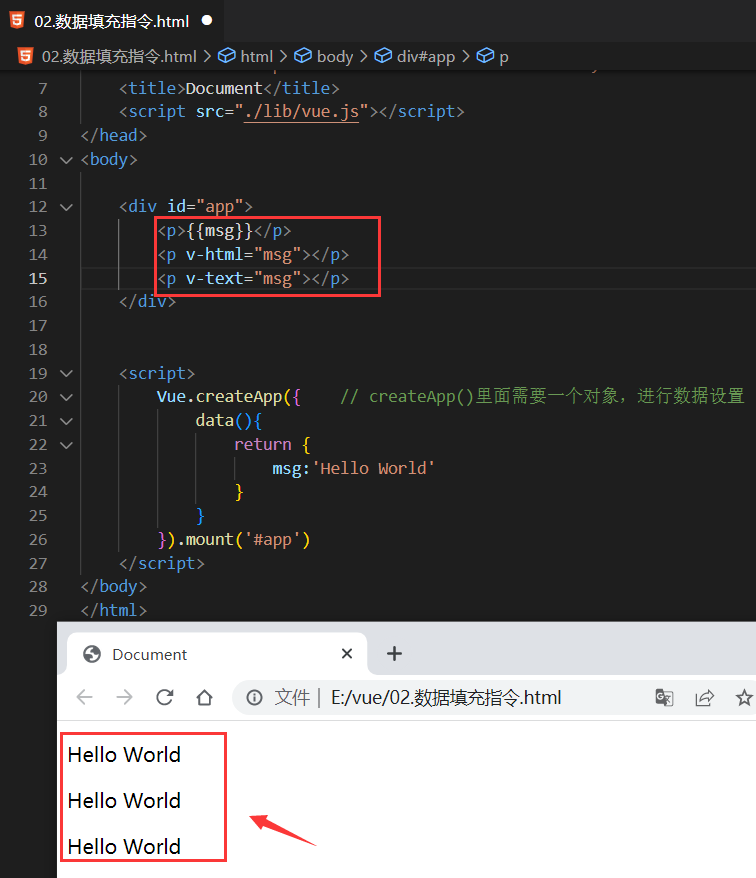 02.数据填充指令.html
02.数据填充指令.html > html > body > div#app > p
7 <title>Document</title>
8 <script src="./lib/vue.js"></script>
9 </head>
10 <body>
11
12 <div id="app">
13 <p>{{msg}}</p>
14 <p v-html="msg"></p>
15 <p v-text="msg"></p>
16 </div>
17
18
19 <script>
20 Vue.createApp({ // createApp()里面需要一个对象，进行数据设置
21 data(){
22 return {
23 msg:'Hello World'
24 }
25 }
26 }).mount('#app')
27 </script>
28 </body>
29 </html>
Document
文件 | E:/vue/02.数据填充指令.html
Hello World
Hello World
Hello World